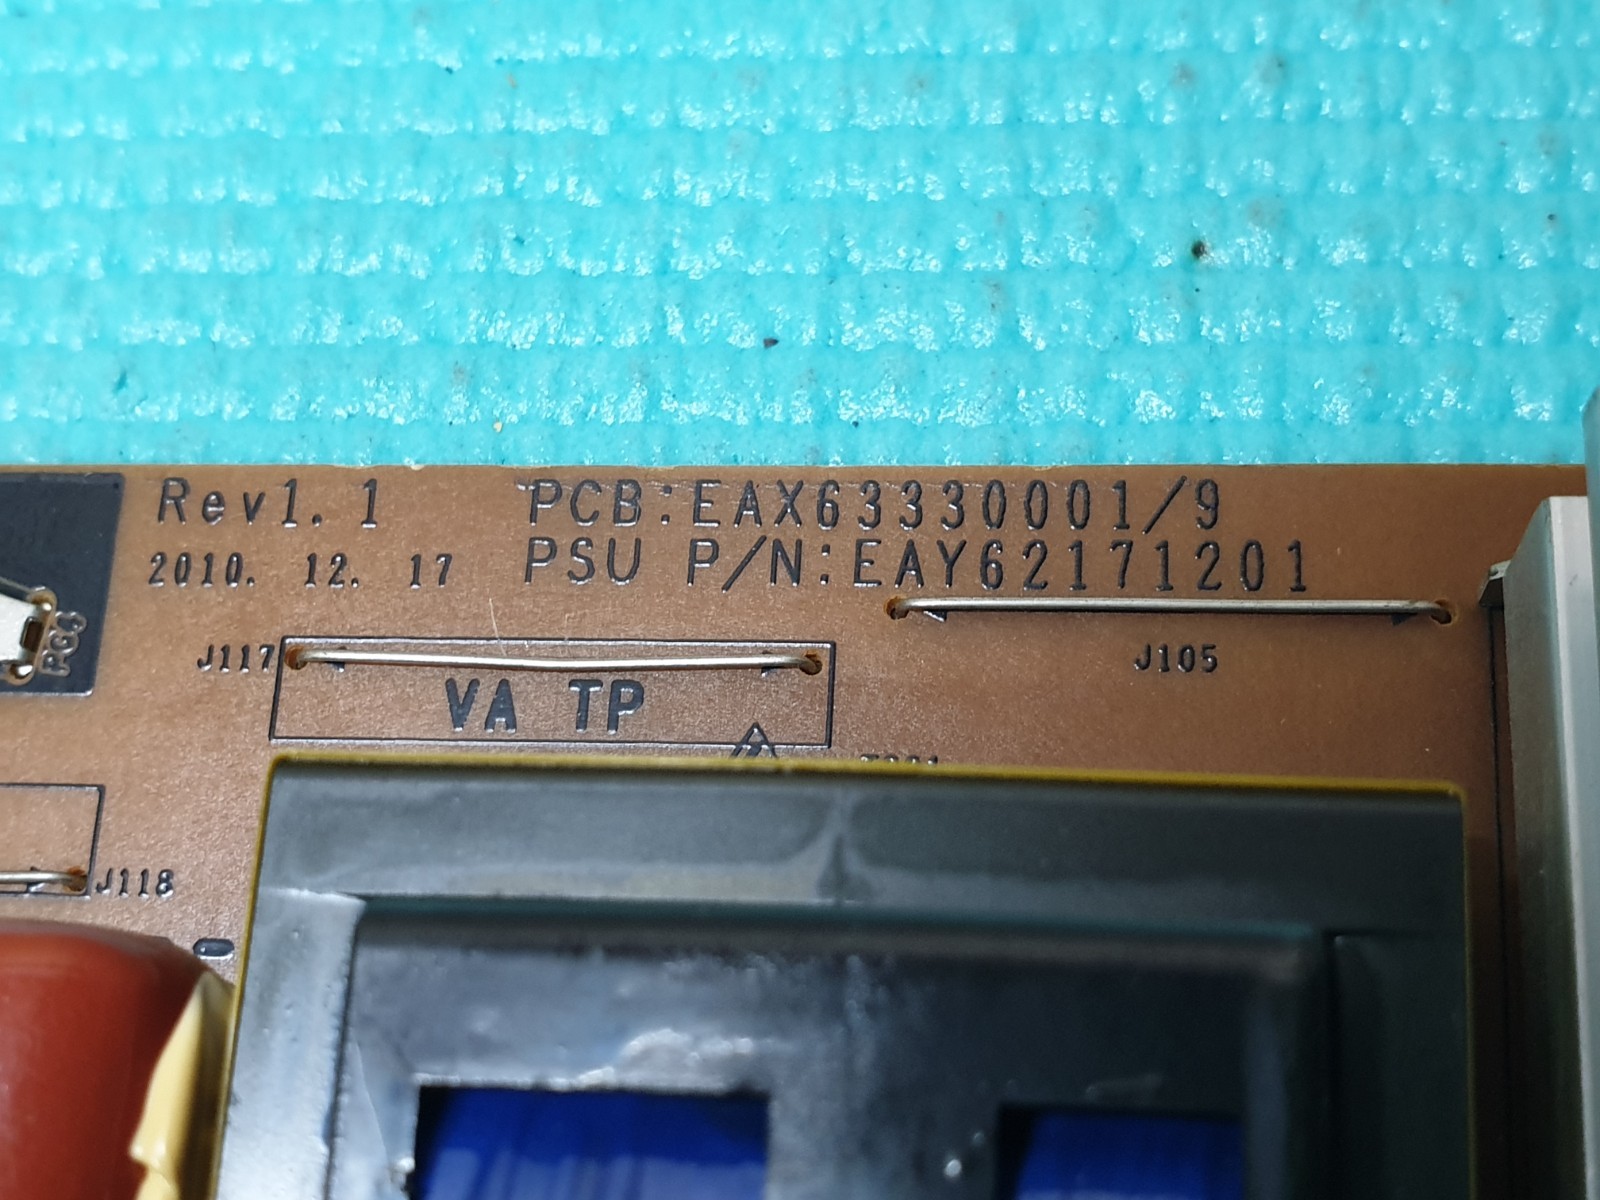 Rev1.1 PCB:EAX63330001/9
2010. 12. 17 PSU P/N:EAY62171201
J117
J105
VA TP
J118